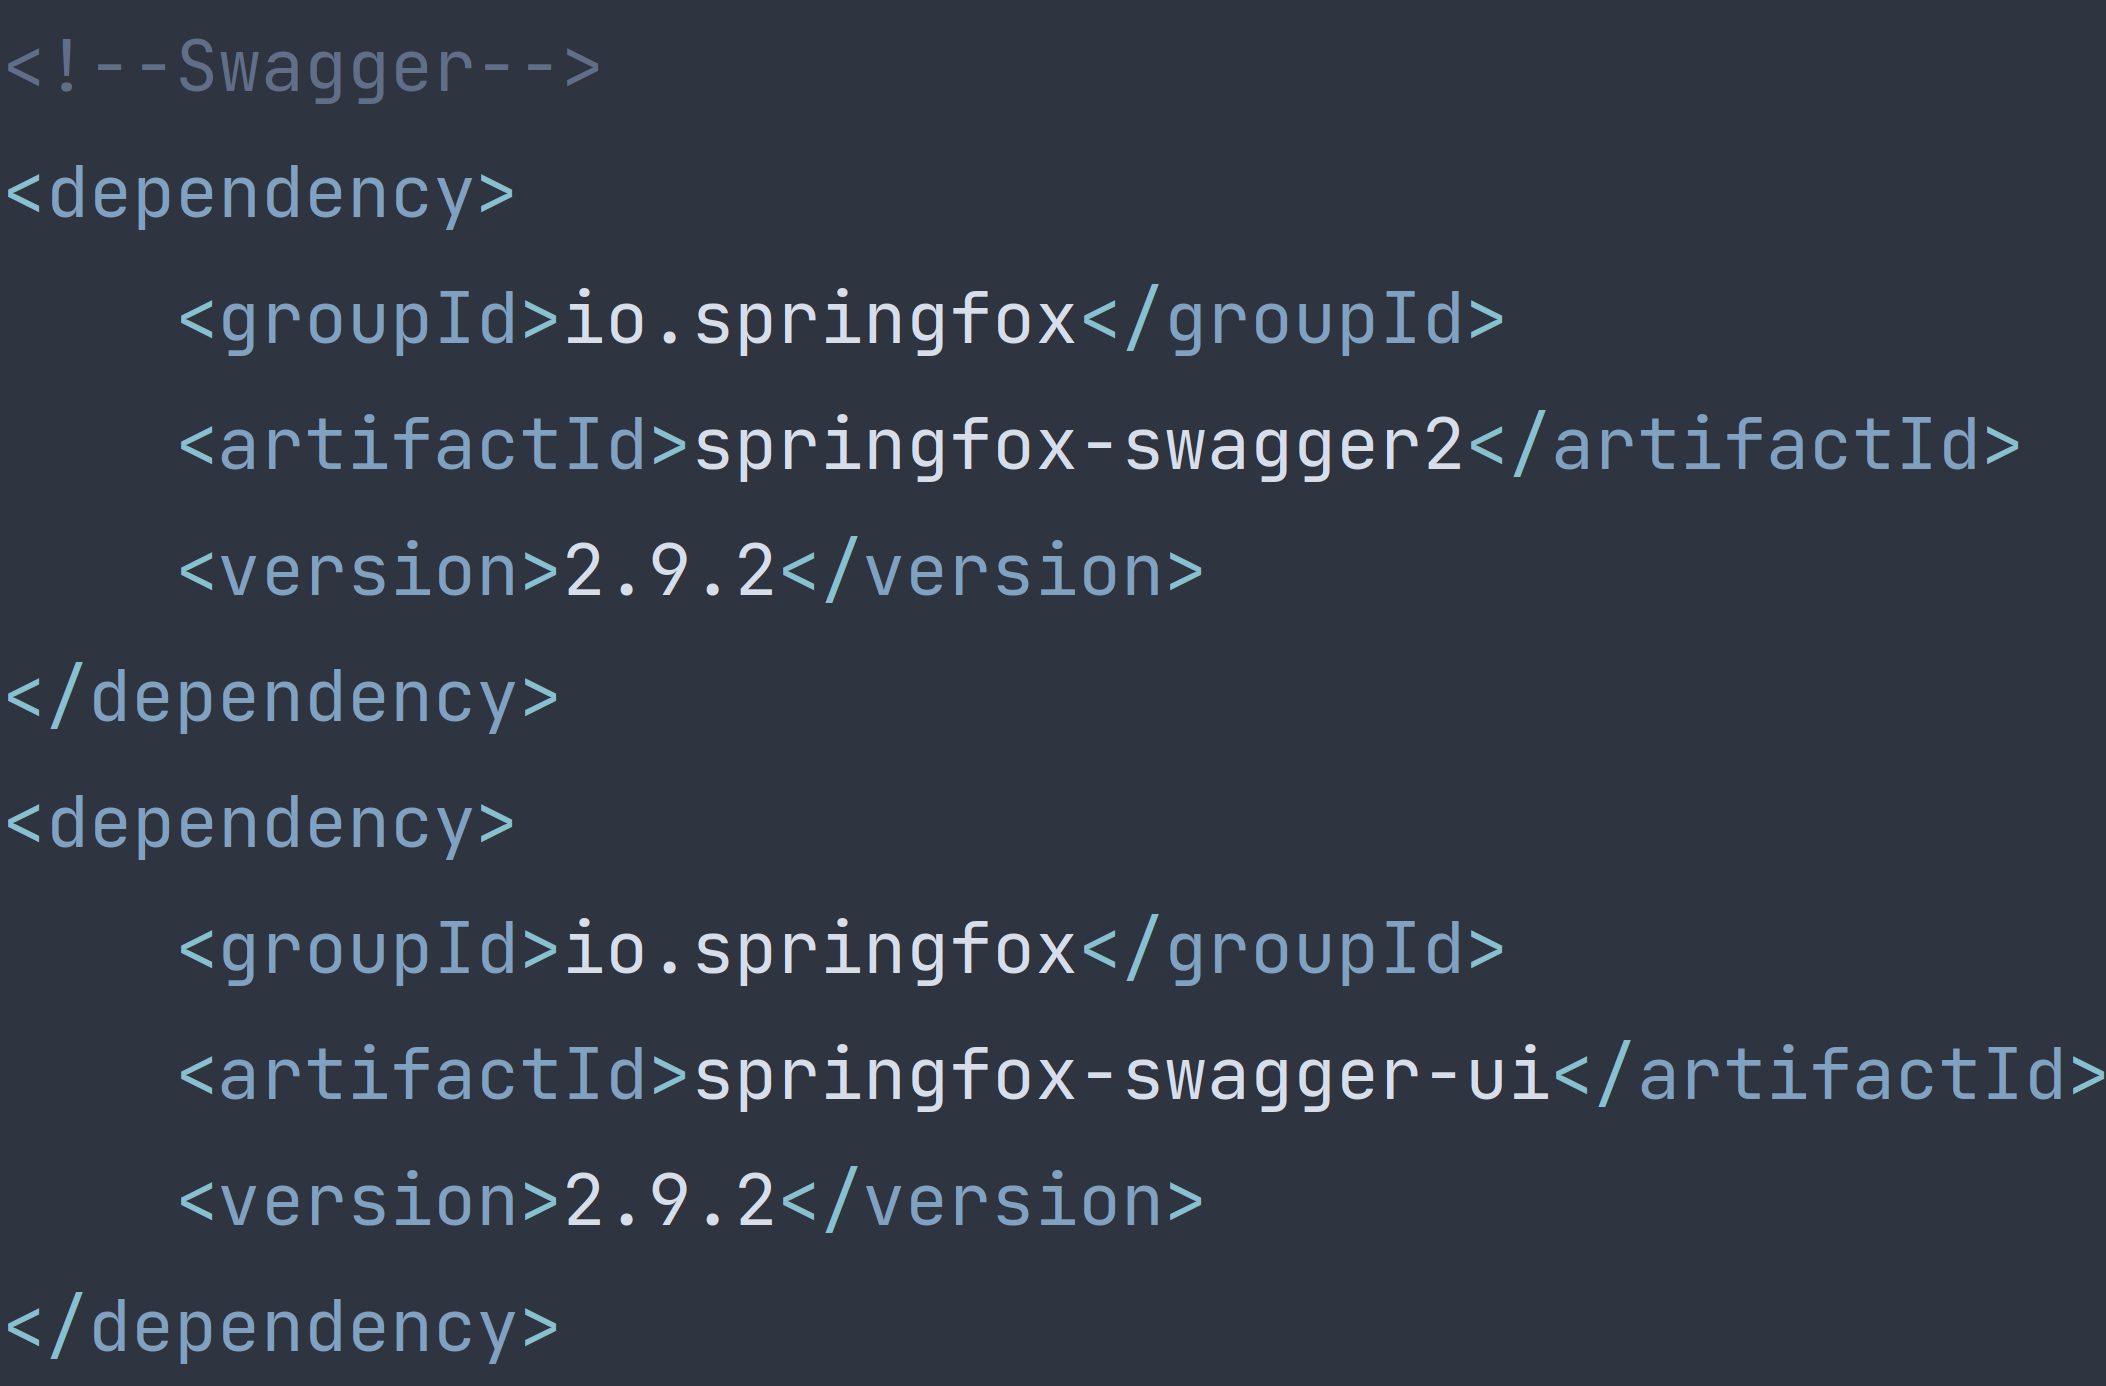 <!--Swagger-->
<dependency>
    <groupId>io.springfox</groupId>
    <artifactId>springfox-swagger2</artifactId>
    <version>2.9.2</version>
</dependency>
<dependency>
    <groupId>io.springfox</groupId>
    <artifactId>springfox-swagger-ui</artifactId>
    <version>2.9.2</version>
</dependency>